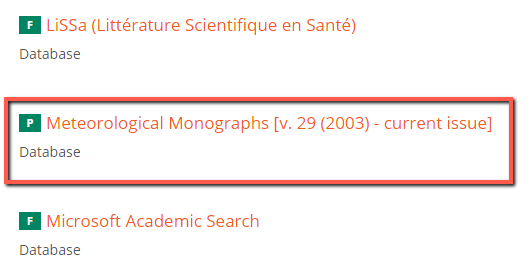 F LiSSa (Littérature Scientifique en Santé)
Database
P Meteorological Monographs [v. 29 (2003) - current issue]
Database
F Microsoft Academic Search
Database